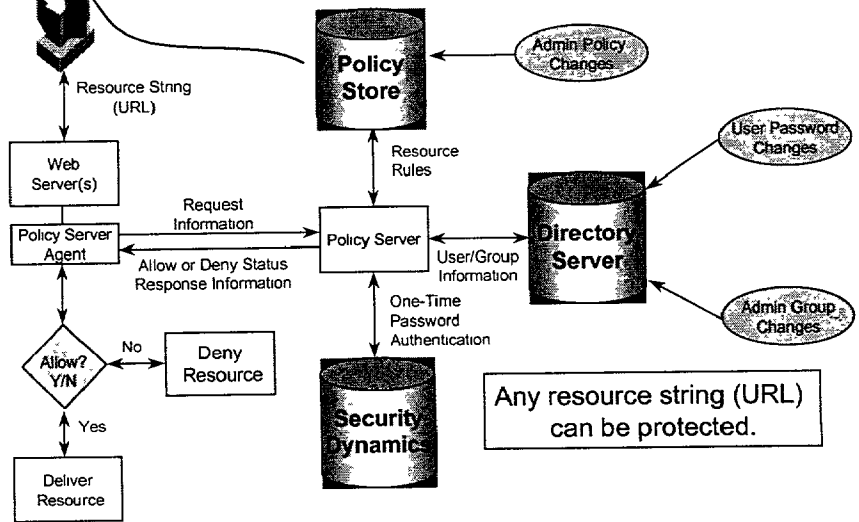 Admin Policy
Changes
Policy
Store
Resource String
(URL)
User Password
Changes
Web
Server(s)
Resource
Rules
Request
Information
Policy Server
Agent
Policy Server
Directory
Server
Allow or Deny Status
Response Information
User/Group
Information
One-Time
Password
Authentication
Admin Group
Changes
Allow?
Y/N
No
Deny
Resource
Yes
Security
Dynamics
Any resource string (URL)
can be protected.
Deliver
Resource